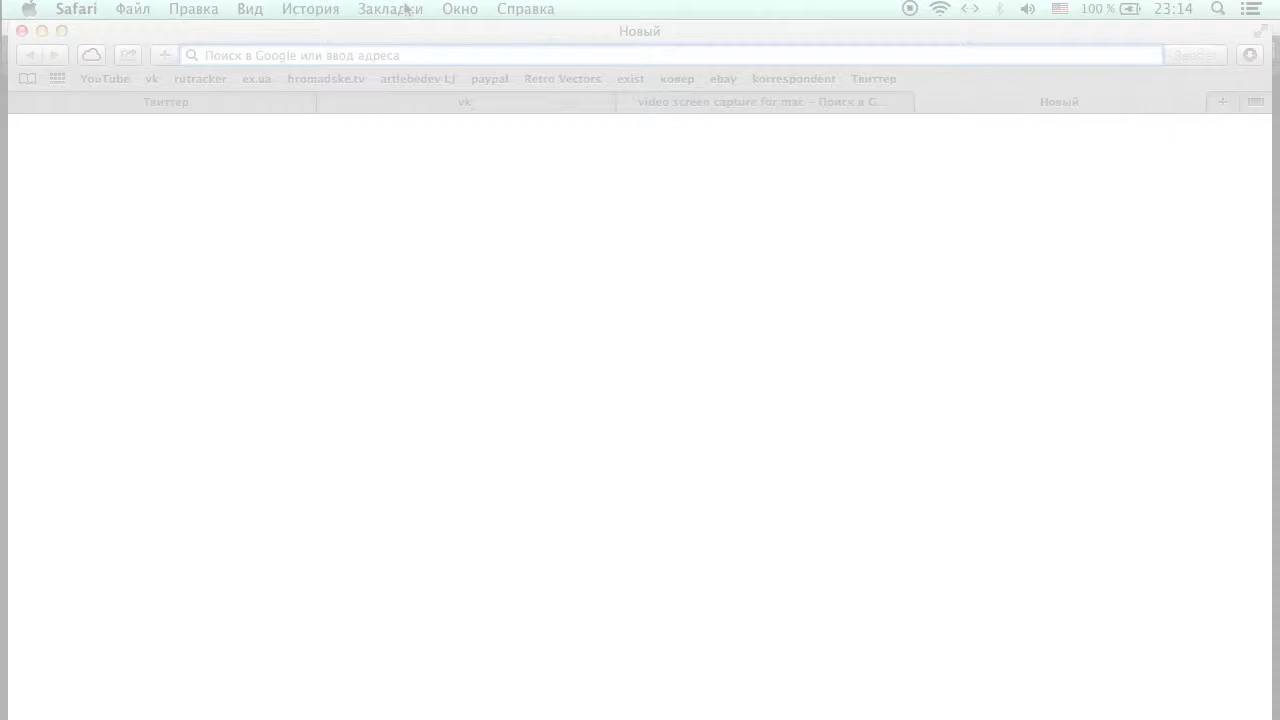 Safari Файл Правка Вид История Закладки Окно Справка 100 % 23:14
Новый
Поиск в Google или ввод адреса Reader
YouTube vk rutracker ex.ua hromadske.tv artlebedev LJ paypal Retro Vectors exist ковер ebay korrespondent Твиттер
Твиттер vk video screen capture for mac – Поиск в G... Новый